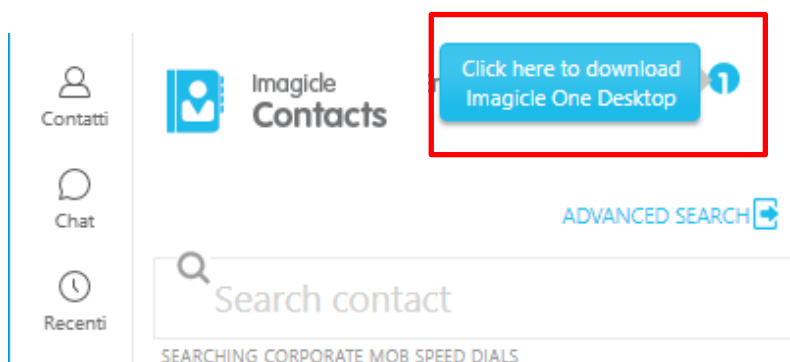 Contatti
Chat
Recenti
Imagicle
Contacts
Click here to download
Imagicle One Desktop
1
ADVANCED SEARCH
Search contact
SEARCHING CORPORATE MOB SPEED DIALS